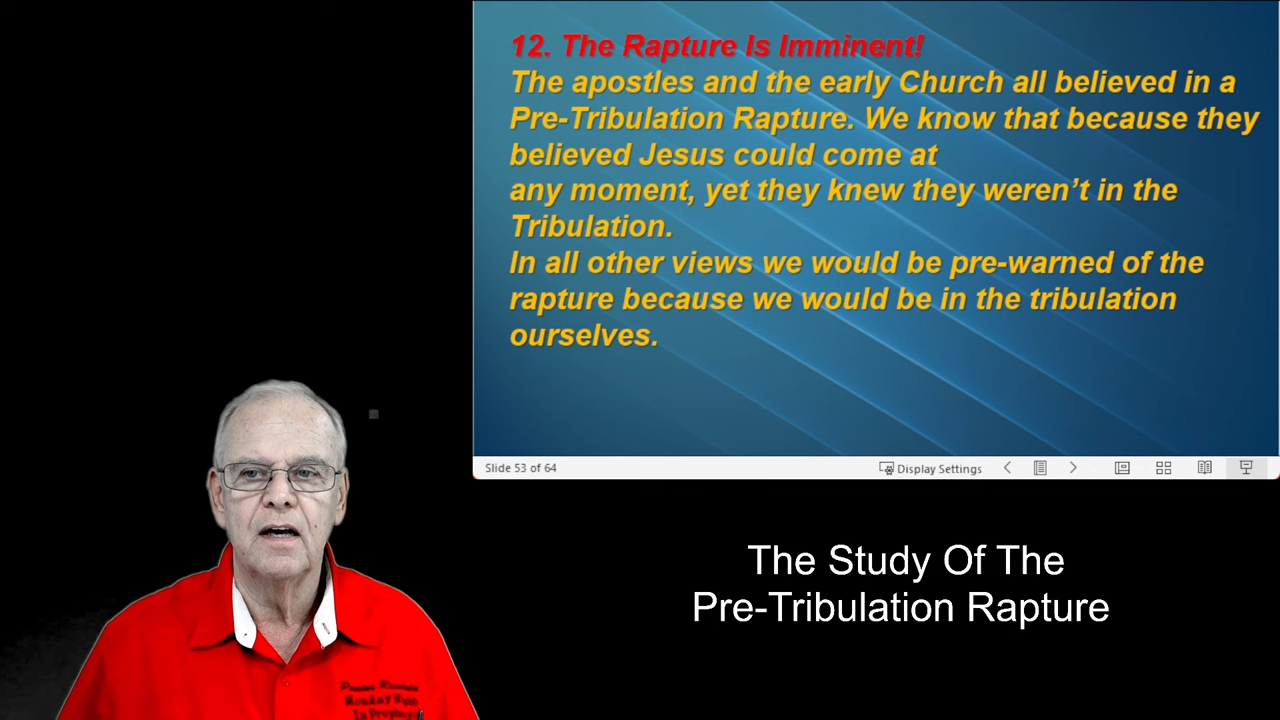 12. The Rapture Is Imminent!
The apostles and the early Church all believed in a
Pre-Tribulation Rapture. We know that because they
believed Jesus could come at
any moment, yet they knew they weren’t in the
Tribulation.
In all other views we would be pre-warned of the
rapture because we would be in the tribulation
ourselves.
Slide 53 of 64
Display Settings
The Study Of The
Pre-Tribulation Rapture
Monday
In